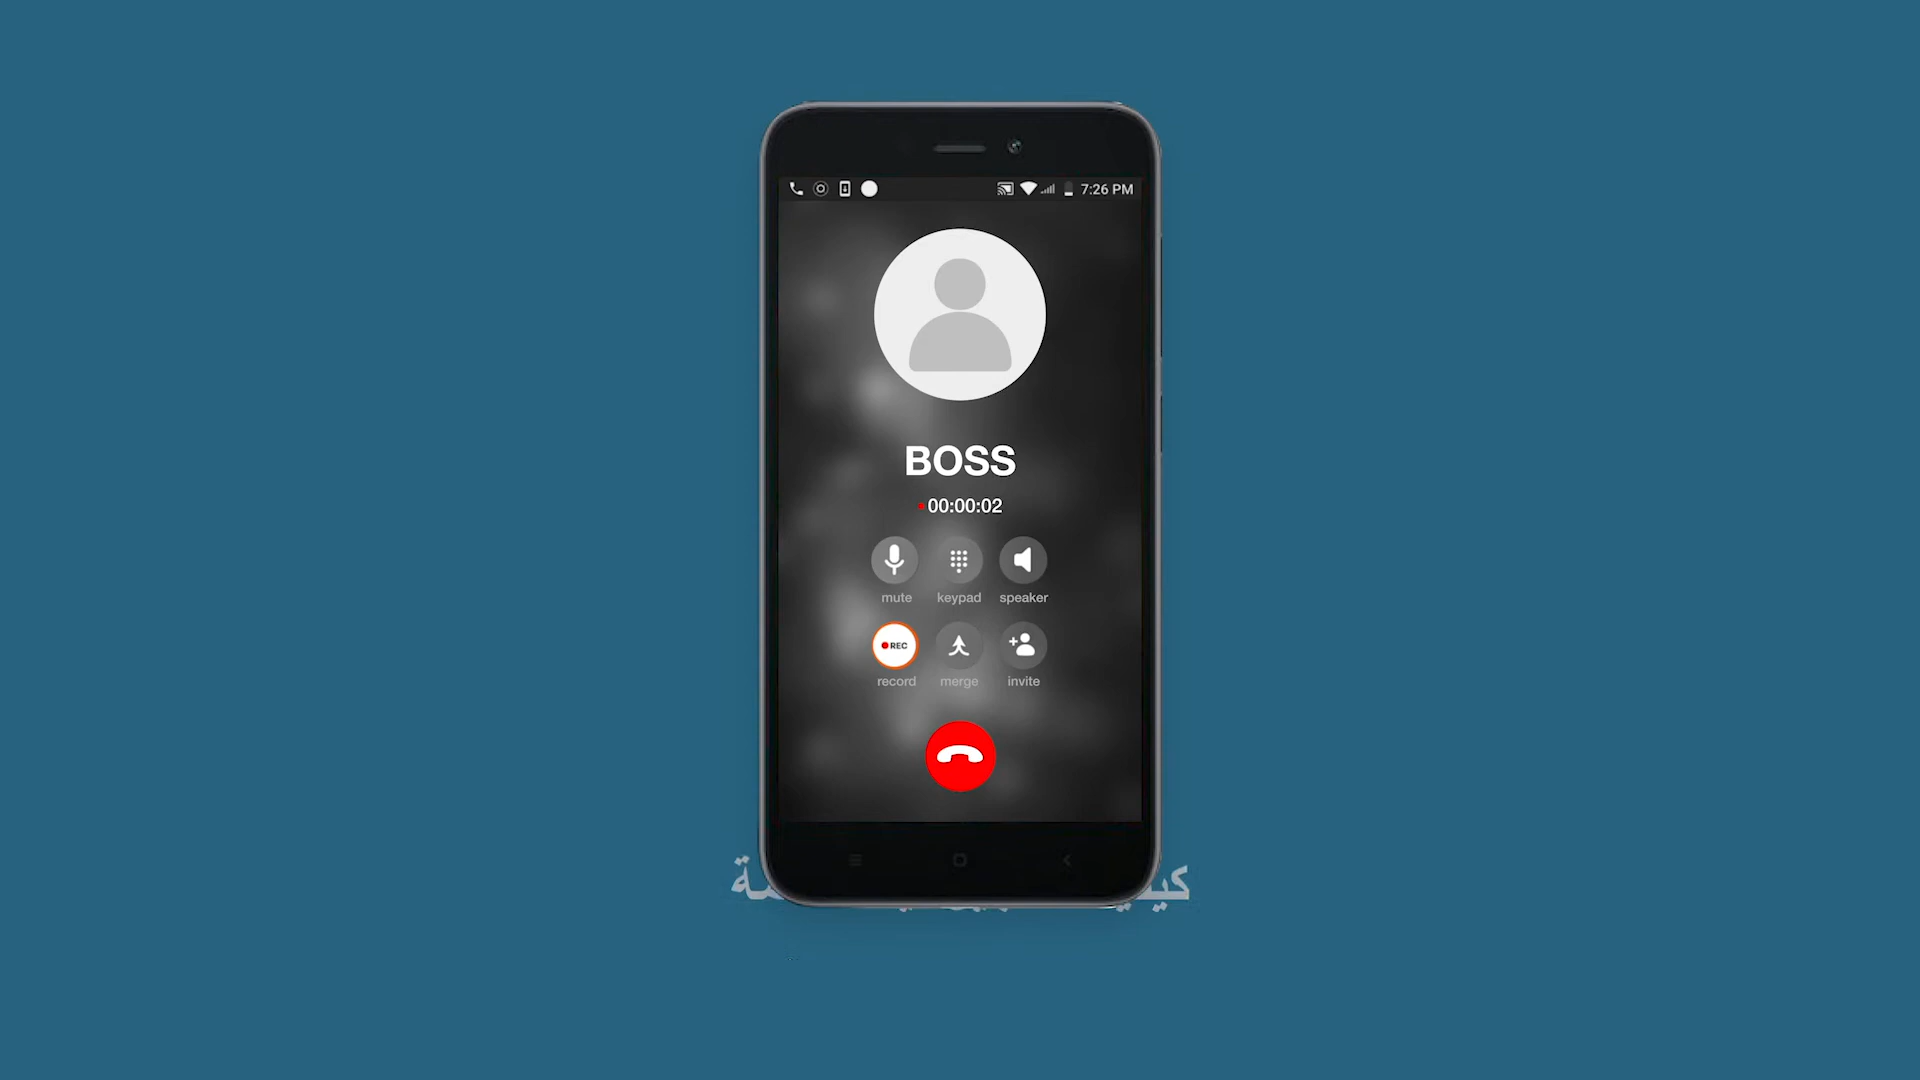 7:26 PM
BOSS
00:00:02
mute keypad speaker
REC
record merge invite